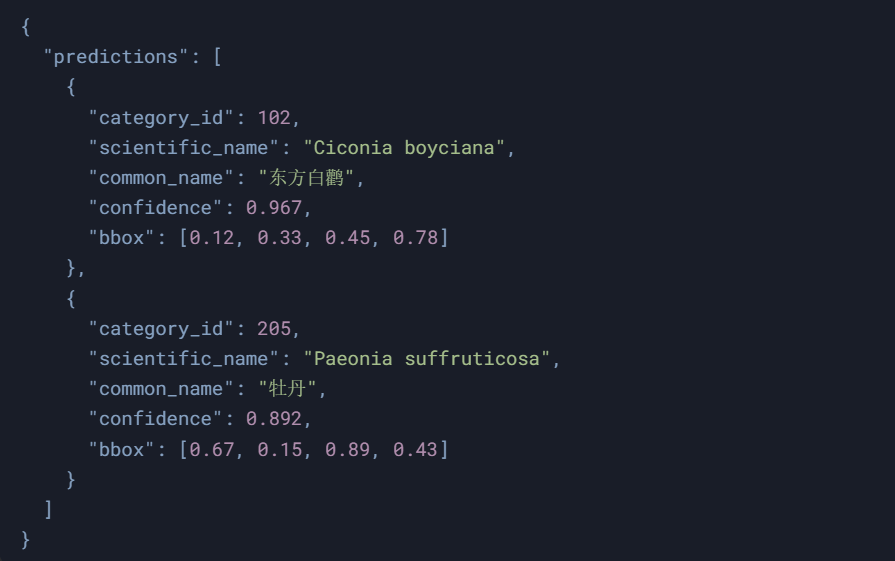 {
"predictions": [
{
"category_id": 102,
"scientific_name": "Ciconia boyciana",
"common_name": "东方白鹳",
"confidence": 0.967,
"bbox": [0.12, 0.33, 0.45, 0.78]
},
{
"category_id": 205,
"scientific_name": "Paeonia suffruticosa",
"common_name": "牡丹",
"confidence": 0.892,
"bbox": [0.67, 0.15, 0.89, 0.43]
}
]
}